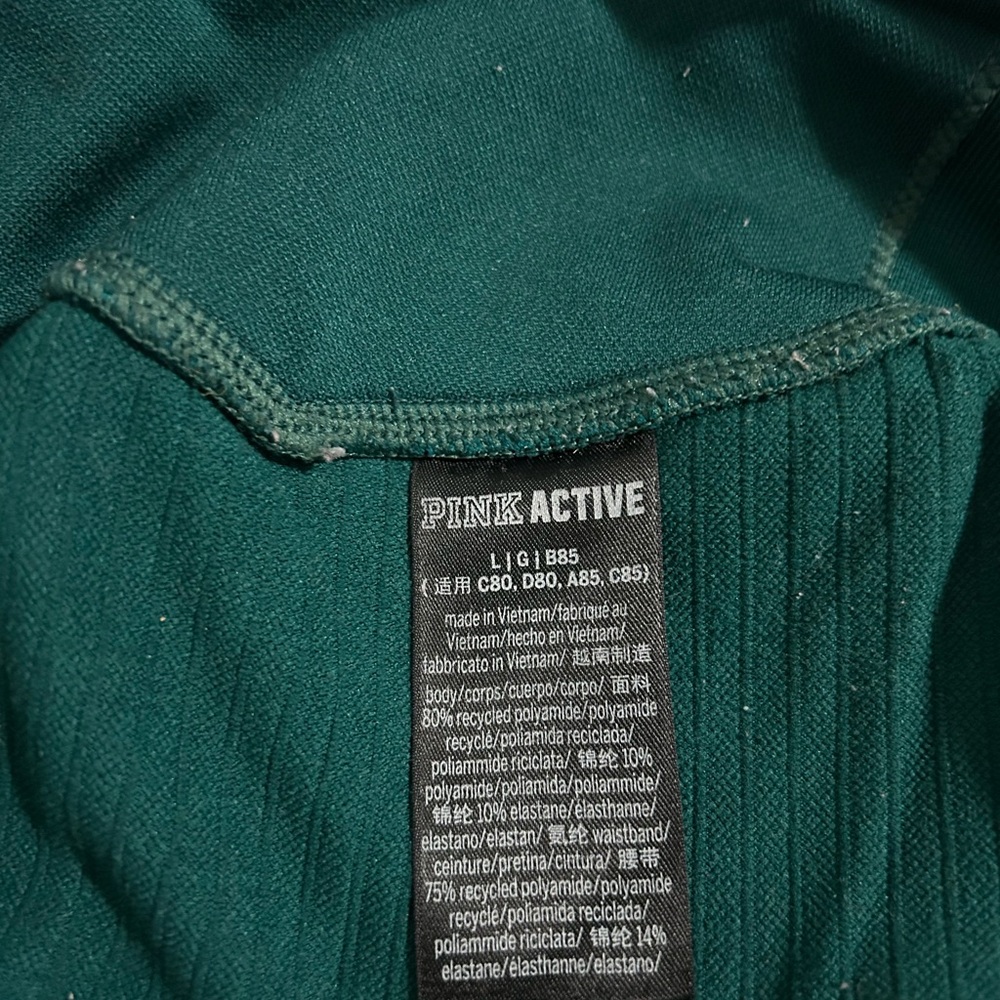 PINK ACTIVE
L | G | B85
(适用 C80, D80, A85, C85)
made in Vietnam/fabriqué au
Vietnam/hecho en Vietnam/
fabbricato in Vietnam/ 越南制造
body/corps/cuerpo/corpo/ 面料
80% recycled polyamide/polyamide
recyclé/poliamida reciclada/
poliammide riciclata/ 锦纶 10%
polyamide/poliamida/poliammide/
锦纶 10% elastane/élasthanne/
elastano/elastan/ 氨纶 waistband/
ceinture/pretina/cintura/ 腰带
75% recycled polyamide/polyamide
recyclé/poliamida reciclada/
poliammide riciclata/ 锦纶 14%
elastane/élasthanne/elastano/